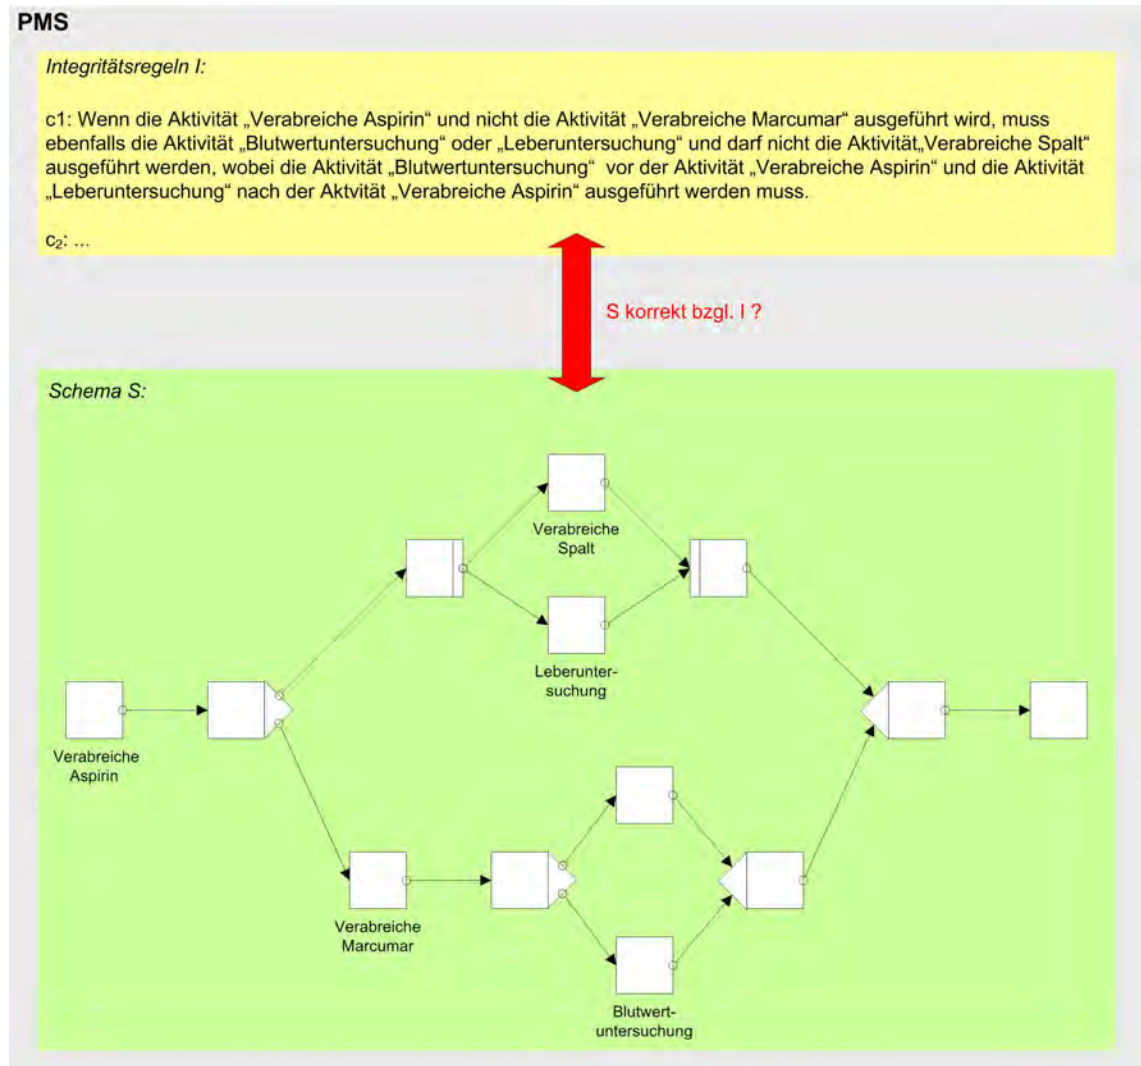 PMS
Integritätsregeln I:
c1: Wenn die Aktivität „Verabreiche Aspirin“ und nicht die Aktivität „Verabreiche Marcumar“ ausgeführt wird, muss
ebenfalls die Aktivität „Blutwertuntersuchung“ oder „Leberuntersuchung“ und darf nicht die Aktivität„Verabreiche Spalt“
ausgeführt werden, wobei die Aktivität „Blutwertuntersuchung“ vor der Aktivität „Verabreiche Aspirin“ und die Aktivität
„Leberuntersuchung“ nach der Aktvität „Verabreiche Aspirin“ ausgeführt werden muss.
c₂: ...
S korrekt bzgl. I ?
Schema S:
Verabreiche
Spalt
Leberunter-
suchung
Verabreiche
Aspirin
Verabreiche
Marcumar
Blutwert-
untersuchung